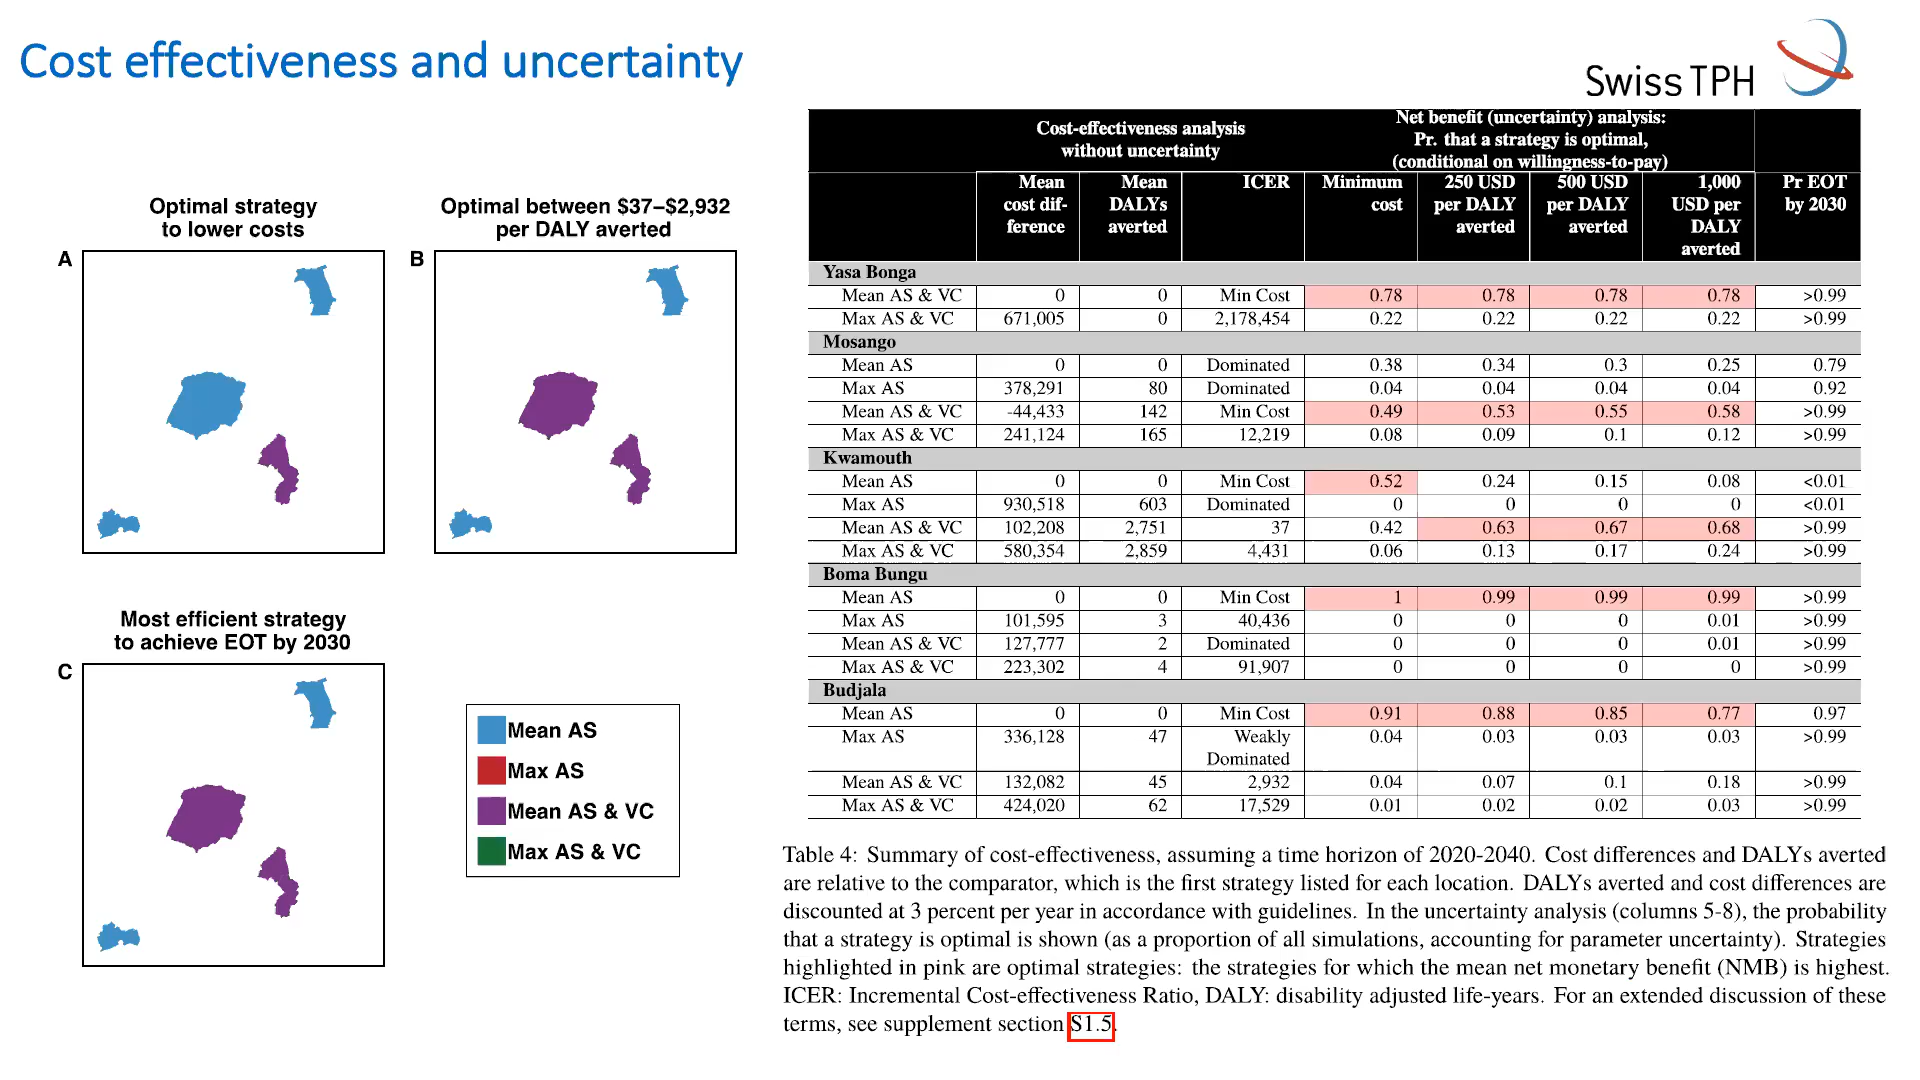 Cost effectiveness and uncertainty
Swiss TPH
Optimal strategy
to lower costs
A
Optimal between $37–$2,932
per DALY averted
B
Most efficient strategy
to achieve EOT by 2030
C
Mean AS
Max AS
Mean AS & VC
Max AS & VC
Cost-effectiveness analysis
without uncertainty
Net benefit (uncertainty) analysis:
Pr. that a strategy is optimal,
(conditional on willingness-to-pay)
Mean cost dif-ference Mean DALYs averted ICER Minimum cost 250 USD per DALY averted 500 USD per DALY averted 1,000 USD per DALY averted Pr EOT by 2030
Yasa Bonga
Mean AS & VC 0 0 Min Cost 0.78 0.78 0.78 0.78 >0.99
Max AS & VC 671,005 0 2,178,454 0.22 0.22 0.22 0.22 >0.99
Mosango
Mean AS 0 0 Dominated 0.38 0.34 0.3 0.25 0.79
Max AS 378,291 80 Dominated 0.04 0.04 0.04 0.04 0.92
Mean AS & VC -44,433 142 Min Cost 0.49 0.53 0.55 0.58 >0.99
Max AS & VC 241,124 165 12,219 0.08 0.09 0.1 0.12 >0.99
Kwamouth
Mean AS 0 0 Min Cost 0.52 0.24 0.15 0.08 <0.01
Max AS 930,518 603 Dominated 0 0 0 0 <0.01
Mean AS & VC 102,208 2,751 37 0.42 0.63 0.67 0.68 >0.99
Max AS & VC 580,354 2,859 4,431 0.06 0.13 0.17 0.24 >0.99
Boma Bungu
Mean AS 0 0 Min Cost 1 0.99 0.99 0.99 >0.99
Max AS 101,595 3 40,436 0 0 0 0.01 >0.99
Mean AS & VC 127,777 2 Dominated 0 0 0 0.01 >0.99
Max AS & VC 223,302 4 91,907 0 0 0 0 >0.99
Budjala
Mean AS 0 0 Min Cost 0.91 0.88 0.85 0.77 0.97
Max AS 336,128 47 Weakly Dominated 0.04 0.03 0.03 0.03 >0.99
Mean AS & VC 132,082 45 2,932 0.04 0.07 0.1 0.18 >0.99
Max AS & VC 424,020 62 17,529 0.01 0.02 0.02 0.03 >0.99
Table 4: Summary of cost-effectiveness, assuming a time horizon of 2020-2040. Cost differences and DALYs averted
are relative to the comparator, which is the first strategy listed for each location. DALYs averted and cost differences are
discounted at 3 percent per year in accordance with guidelines. In the uncertainty analysis (columns 5-8), the probability
that a strategy is optimal is shown (as a proportion of all simulations, accounting for parameter uncertainty). Strategies
highlighted in pink are optimal strategies: the strategies for which the mean net monetary benefit (NMB) is highest.
ICER: Incremental Cost-effectiveness Ratio, DALY: disability adjusted life-years. For an extended discussion of these
terms, see supplement section S1.5.